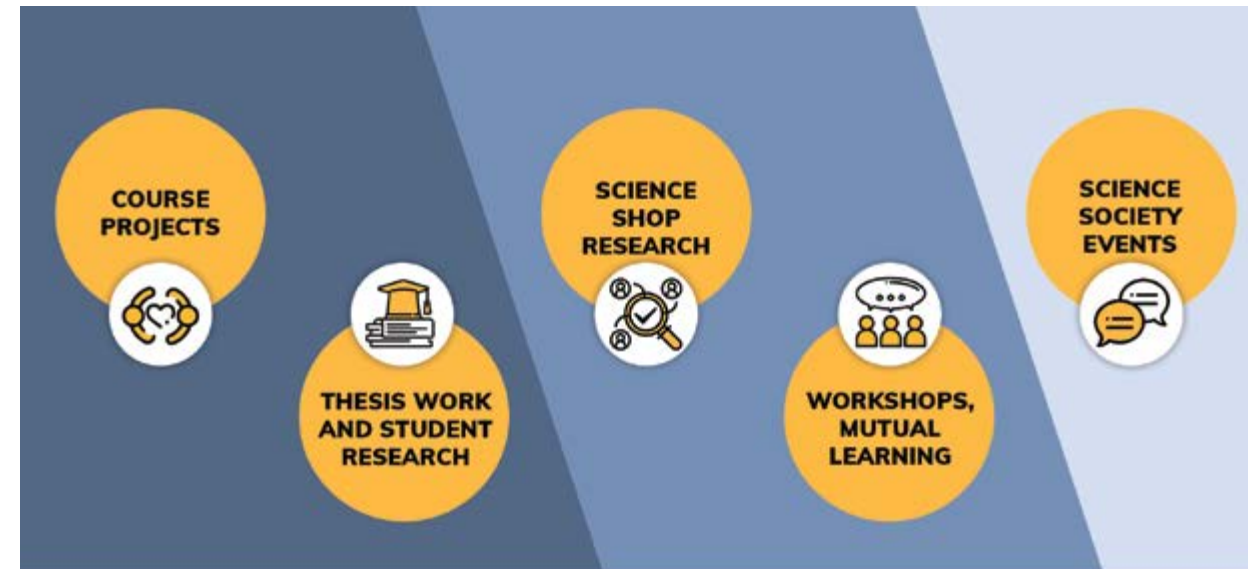 COURSE
PROJECTS
THESIS WORK
AND STUDENT
RESEARCH
SCIENCE
SHOP
RESEARCH
WORKSHOPS,
MUTUAL
LEARNING
SCIENCE
SOCIETY
EVENTS